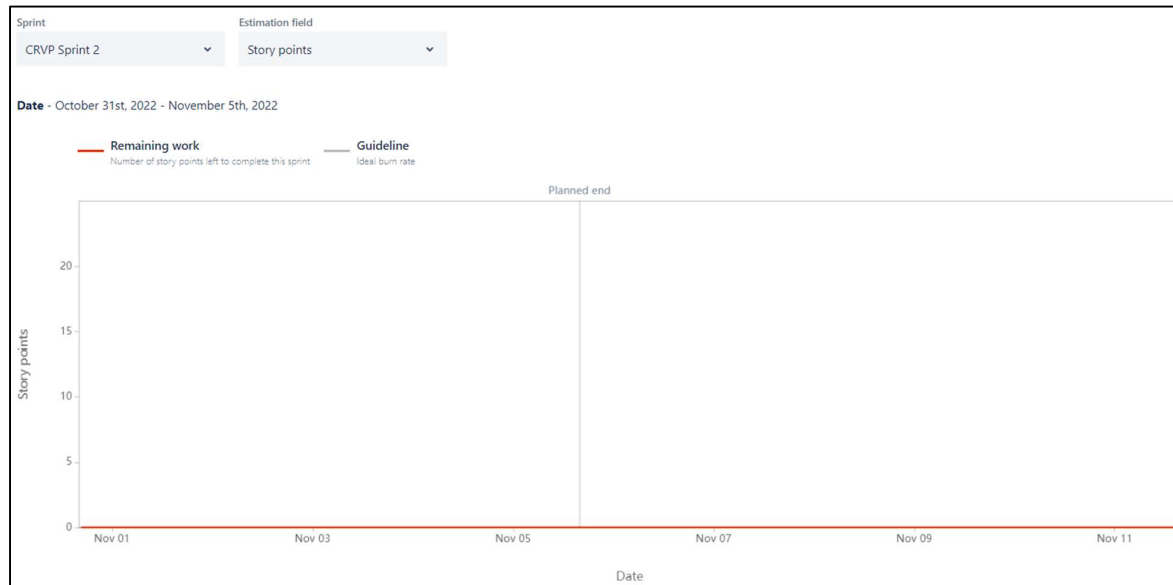 Sprint Estimation field
CRVP Sprint 2 Story points
Date - October 31st, 2022 - November 5th, 2022
Remaining work Guideline
Number of story points left to complete this sprint Ideal burn rate
Planned end
20
15
10
5
0
Story points
Nov 01 Nov 03 Nov 05 Nov 07 Nov 09 Nov 11
Date